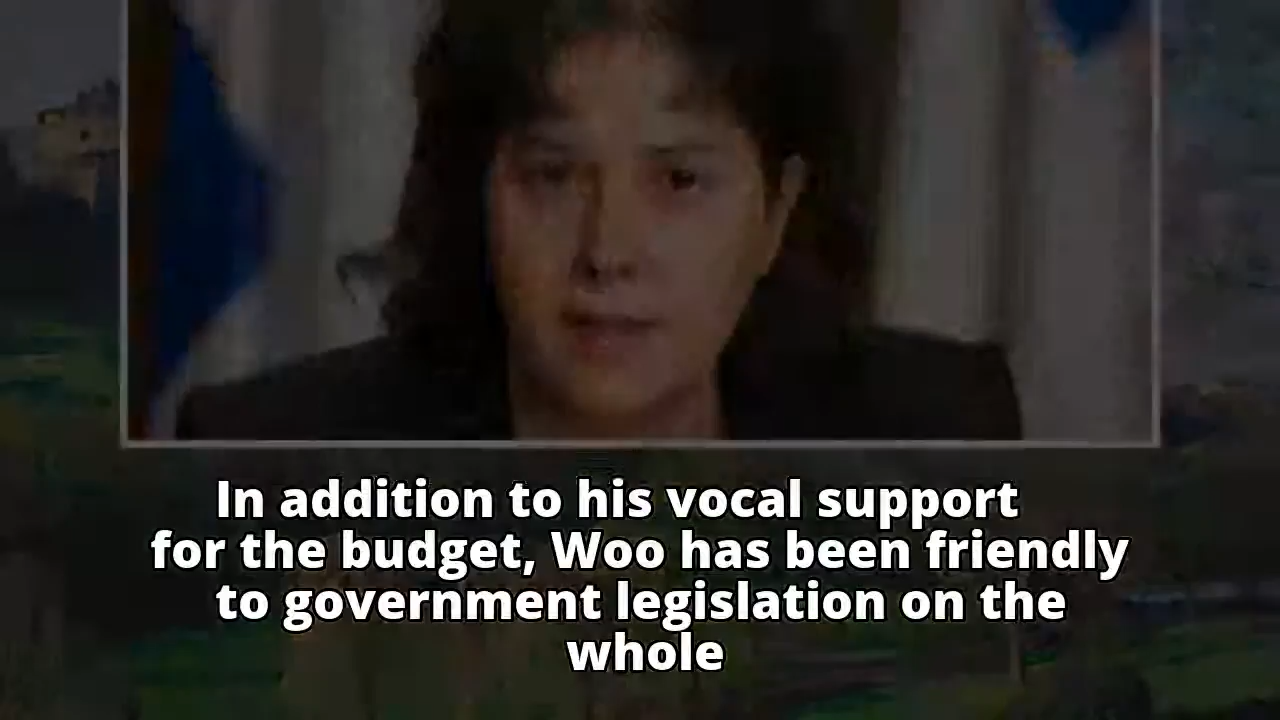 In addition to his vocal support
for the budget, Woo has been friendly
to government legislation on the
whole